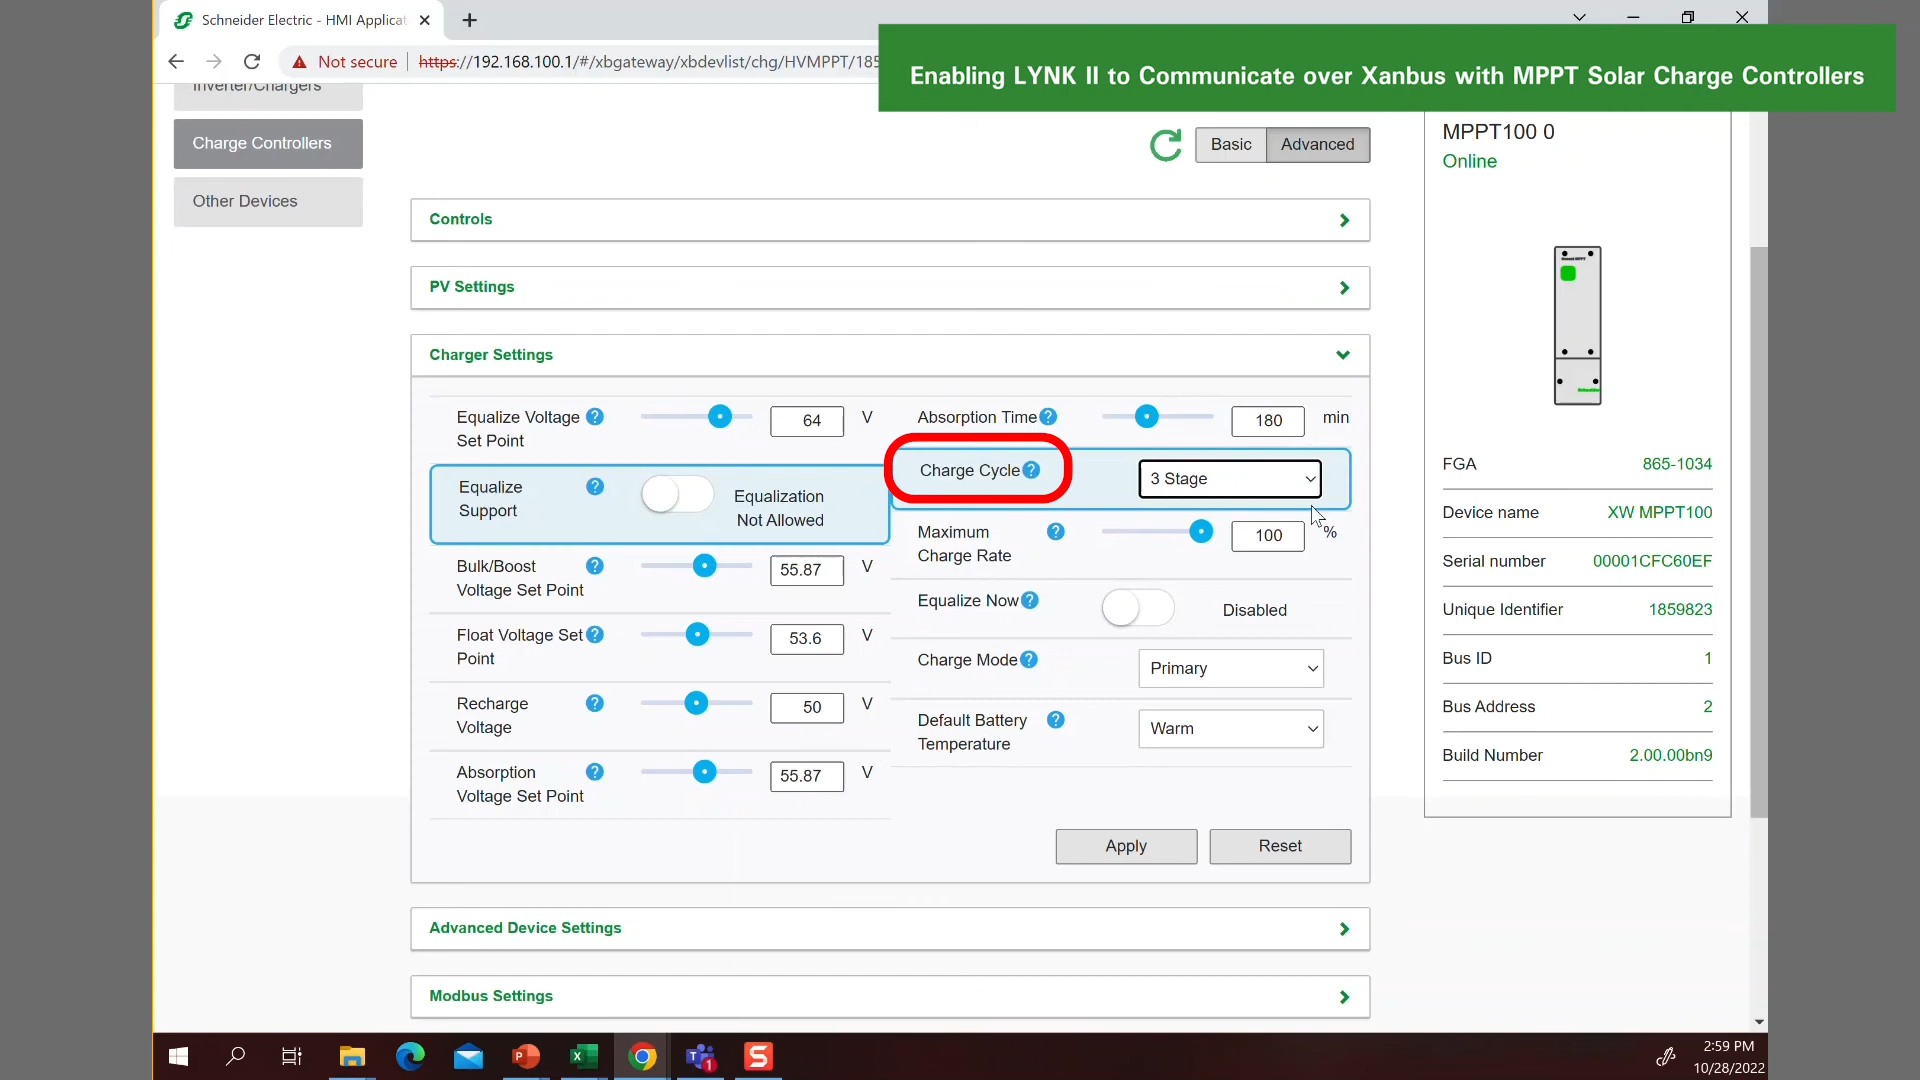 Schneider Electric - HMI Applicat
Not secure
https://192.168.100.1/#/xbgateway/xbdevlist/chg/HVMPPT/185
Enabling LYNK II to Communicate over Xanbus with MPPT Solar Charge Controllers
Inverter/Chargers
Charge Controllers
Other Devices
Basic
Advanced
Controls
PV Settings
Charger Settings
Equalize Voltage
Set Point
64
V
Equalize
Support
Equalization
Not Allowed
Bulk/Boost
Voltage Set Point
55.87
V
Float Voltage Set
Point
53.6
V
Recharge
Voltage
50
V
Absorption
Voltage Set Point
55.87
V
Absorption Time
180
min
Charge Cycle
3 Stage
Maximum
Charge Rate
100
%
Equalize Now
Disabled
Charge Mode
Primary
Default Battery
Temperature
Warm
Apply
Reset
Advanced Device Settings
Modbus Settings
MPPT100 0
Online
FGA
865-1034
Device name
XW MPPT100
Serial number
00001CFC60EF
Unique Identifier
1859823
Bus ID
1
Bus Address
2
Build Number
2.00.00bn9
2:59 PM
10/28/2022